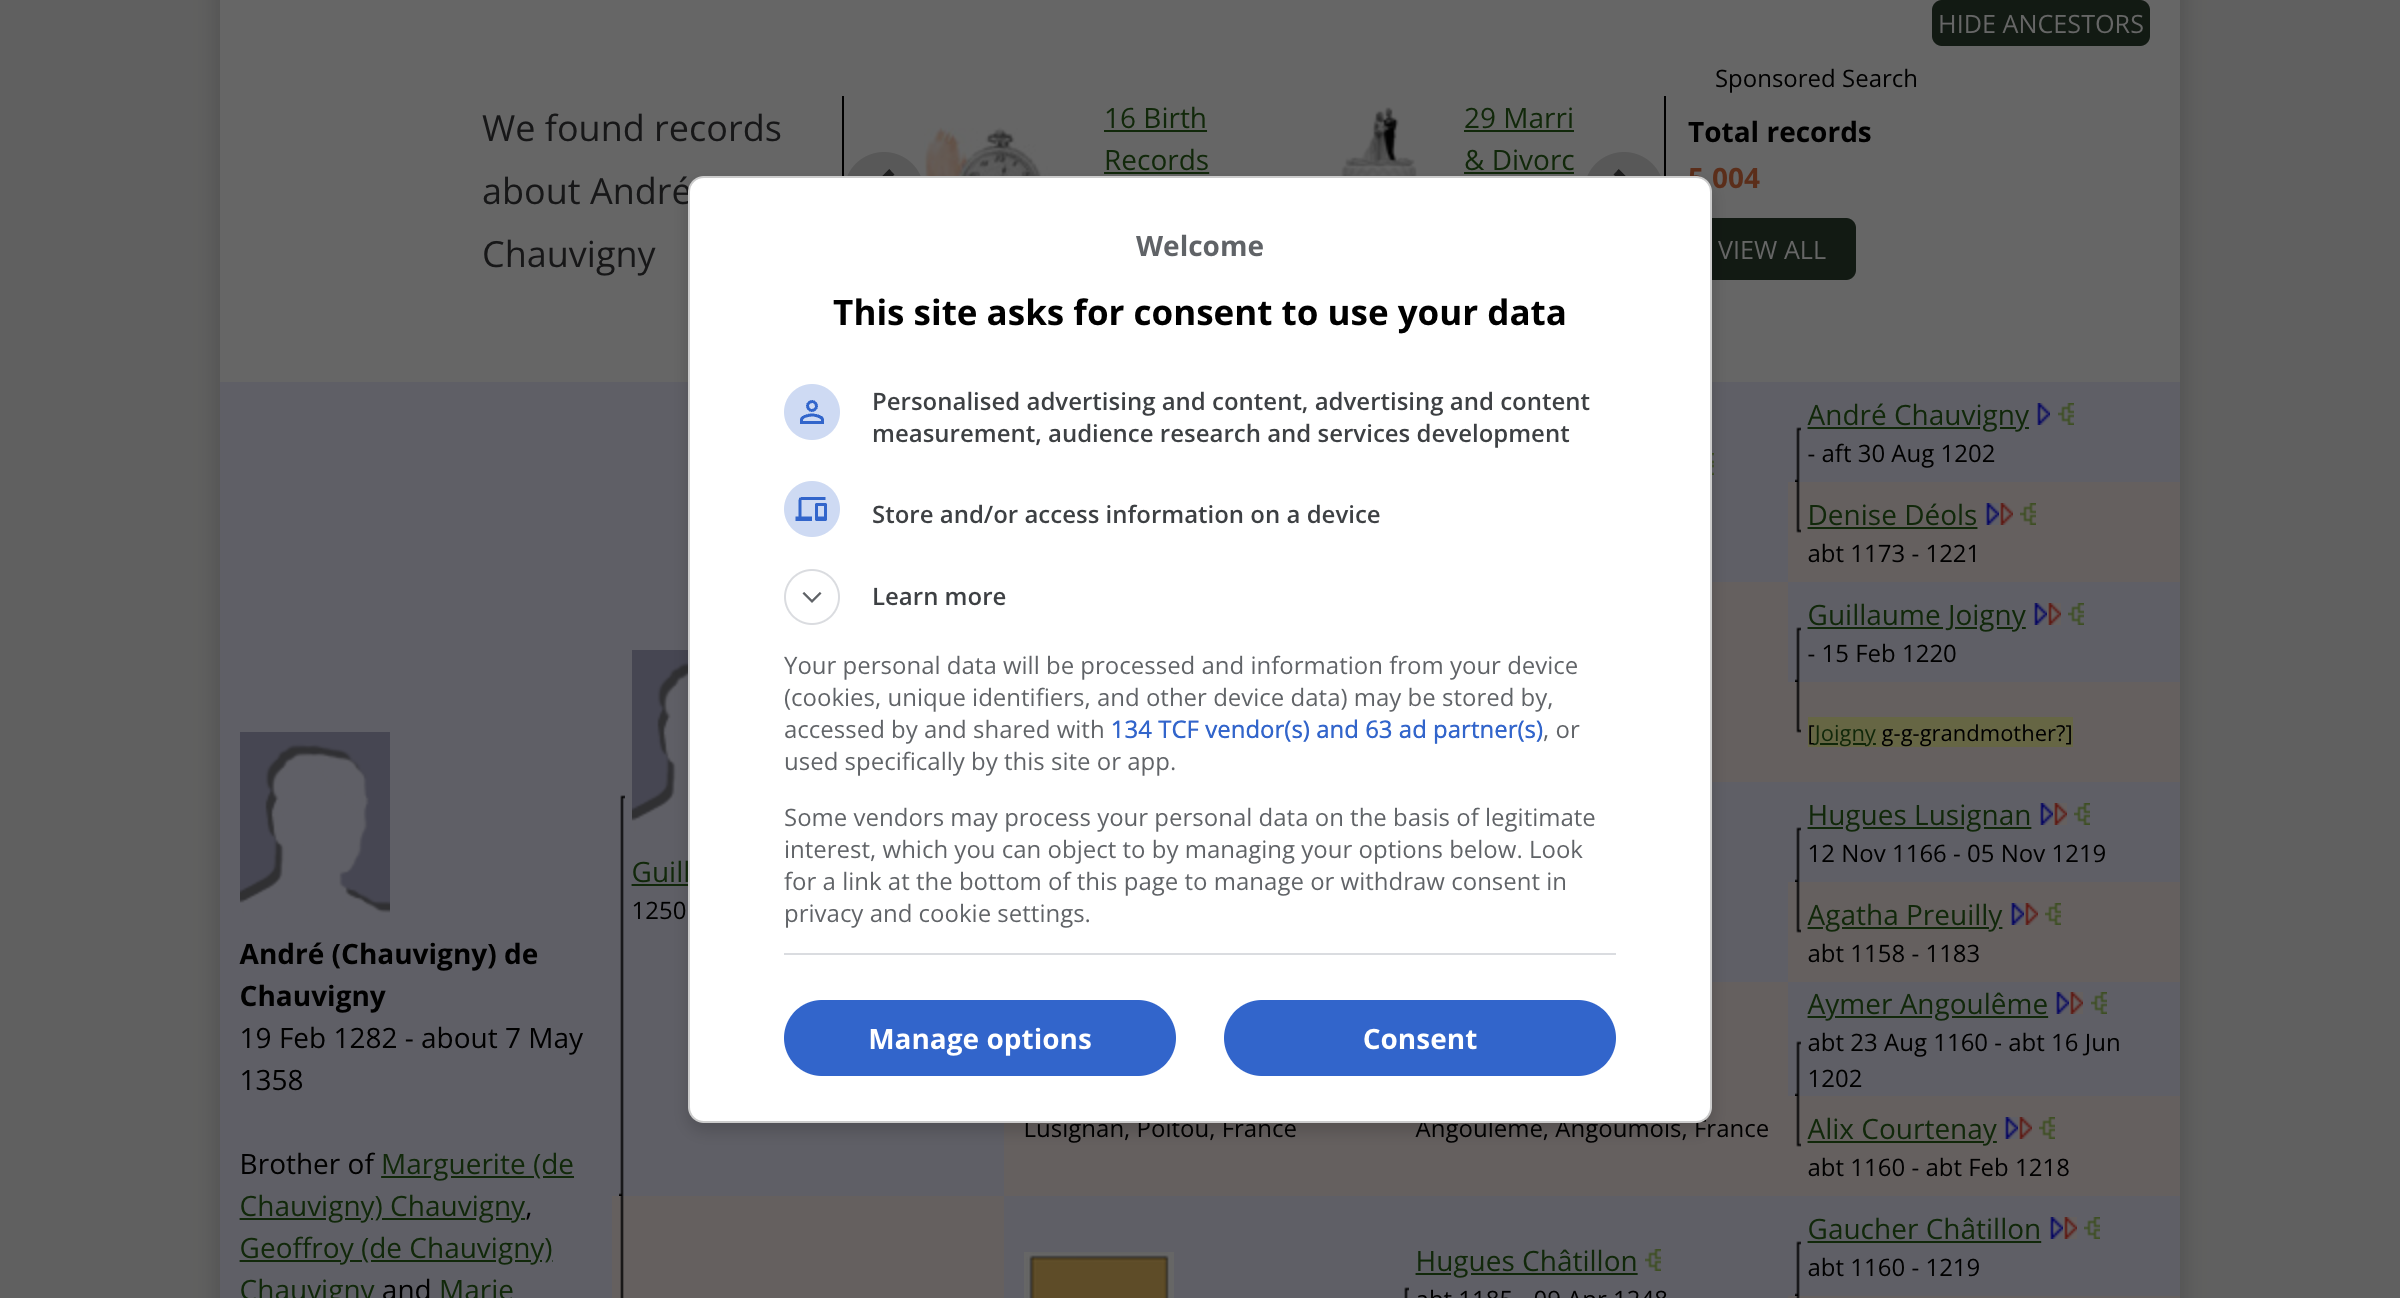 HIDE ANCESTORS
Sponsored Search
We found records
about André
Chauvigny
16 Birth
Records
29 Marri
& Divorc
Total records
5,004
VIEW ALL
Welcome
This site asks for consent to use your data
Personalised advertising and content, advertising and content
measurement, audience research and services development
Store and/or access information on a device
Learn more
Your personal data will be processed and information from your device
(cookies, unique identifiers, and other device data) may be stored by,
accessed by and shared with 134 TCF vendor(s) and 63 ad partner(s), or
used specifically by this site or app.
Some vendors may process your personal data on the basis of legitimate
interest, which you can object to by managing your options below. Look
for a link at the bottom of this page to manage or withdraw consent in
privacy and cookie settings.
Manage options
Consent
André (Chauvigny) de
Chauvigny
19 Feb 1282 - about 7 May
1358
Brother of Marguerite (de
Chauvigny) Chauvigny,
Geoffroy (de Chauvigny)
Chauvigny and Marie
Guill
1250
Lusignan, Poitou, France
Angoulême, Angoumois, France
Hugues Châtillon
abt 1185 - 09 Apr 1248
André Chauvigny
- aft 30 Aug 1202
Denise Déols
abt 1173 - 1221
Guillaume Joigny
- 15 Feb 1220
[Joigny g-g-grandmother?]
Hugues Lusignan
12 Nov 1166 - 05 Nov 1219
Agatha Preuilly
abt 1158 - 1183
Aymer Angoulême
abt 23 Aug 1160 - abt 16 Jun
1202
Alix Courtenay
abt 1160 - abt Feb 1218
Gaucher Châtillon
abt 1160 - 1219